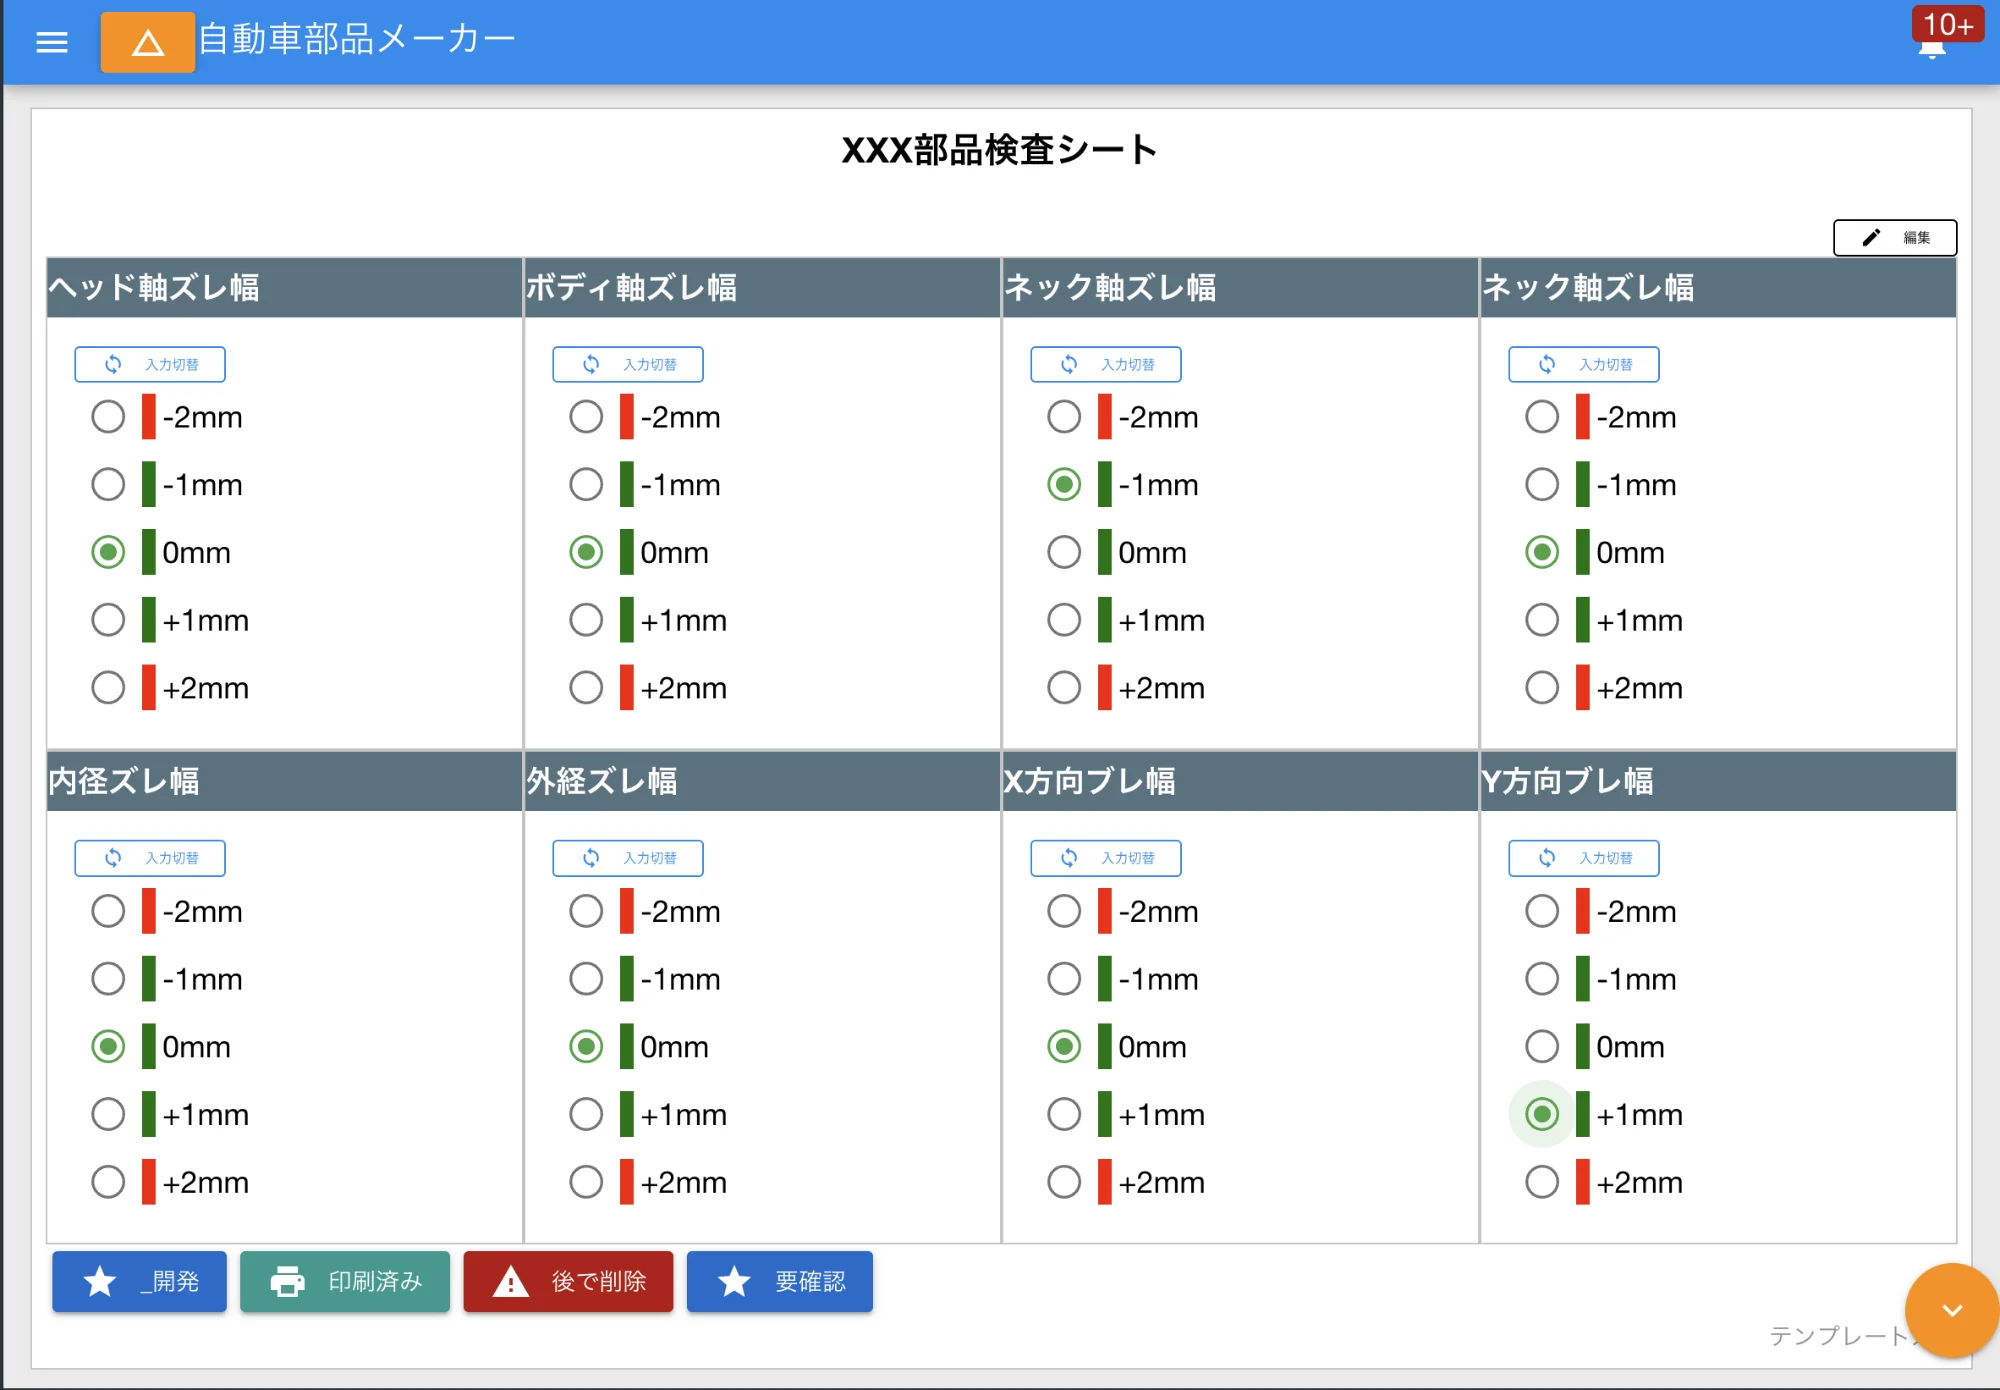 自動車部品メーカー
10+
XXX部品検査シート
編集
ヘッド軸ズレ幅
ボディ軸ズレ幅
ネック軸ズレ幅
ネック軸ズレ幅
入力切替
入力切替
入力切替
入力切替
-2mm
-2mm
-2mm
-2mm
-1mm
-1mm
-1mm
-1mm
0mm
0mm
0mm
0mm
+1mm
+1mm
+1mm
+1mm
+2mm
+2mm
+2mm
+2mm
内径ズレ幅
外経ズレ幅
X方向ブレ幅
Y方向ブレ幅
入力切替
入力切替
入力切替
入力切替
-2mm
-2mm
-2mm
-2mm
-1mm
-1mm
-1mm
-1mm
0mm
0mm
0mm
0mm
+1mm
+1mm
+1mm
+1mm
+2mm
+2mm
+2mm
+2mm
_開発
印刷済み
後で削除
要確認
テンプレート